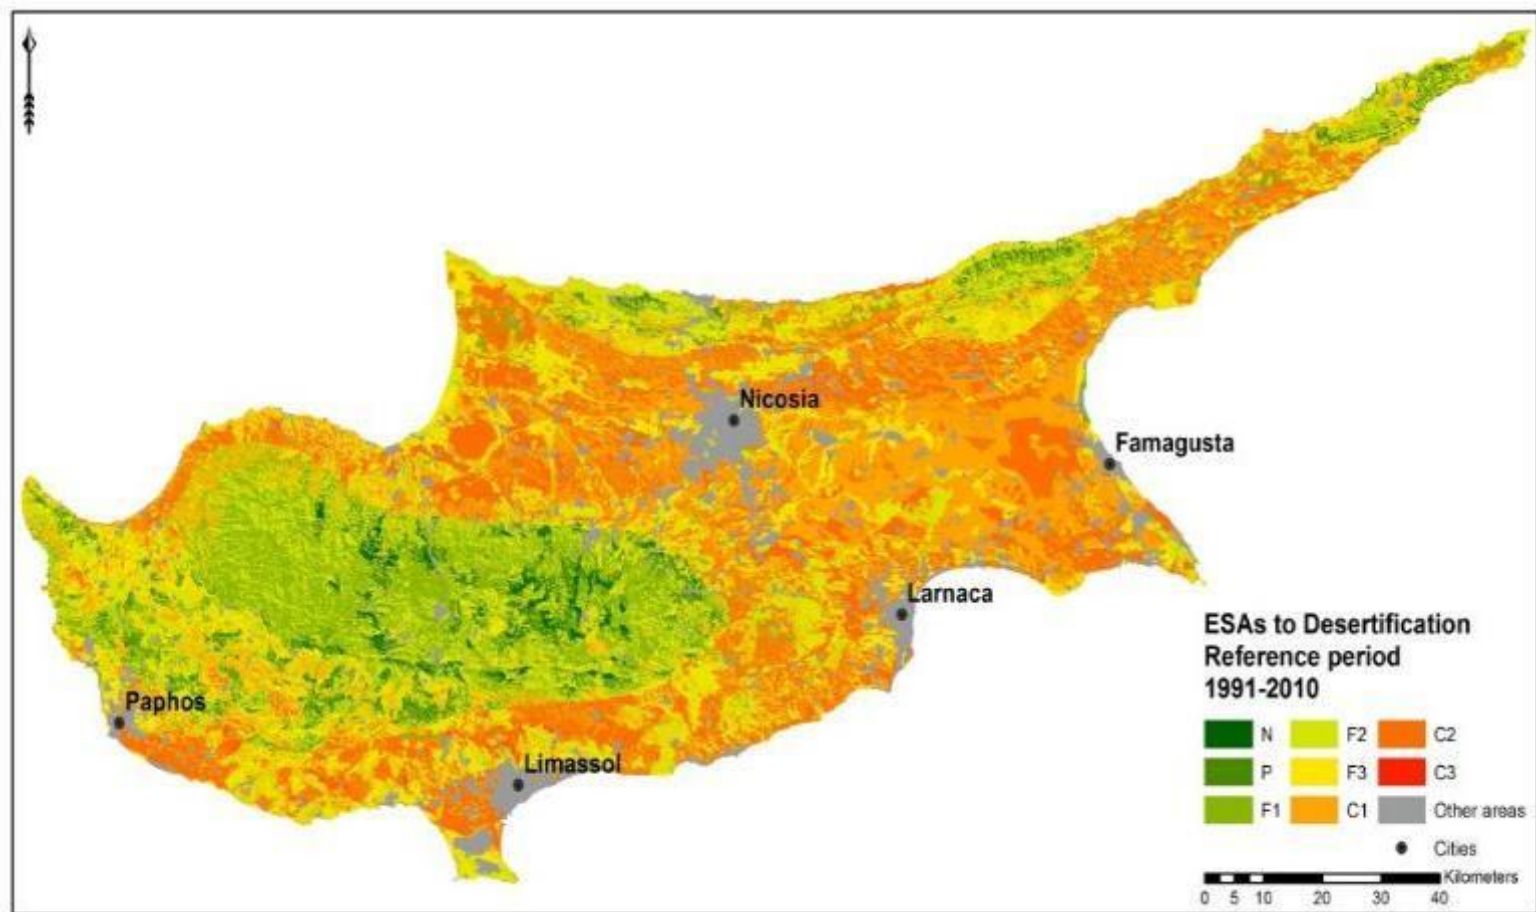 Nicosia
Famagusta
Larnaca
Paphos
Limassol
ESAs to Desertification
Reference period
1991-2010
N F2 C2
P F3 C3
F1 C1 Other areas
Cities
Kilometers
0 5 10 20 30 40